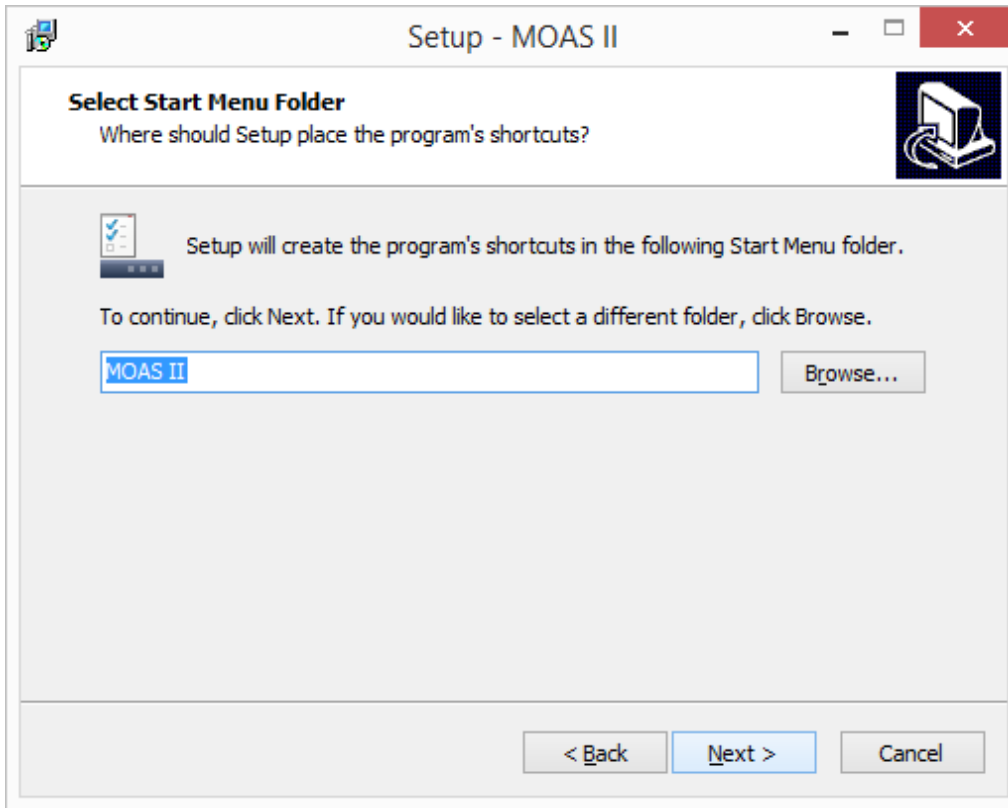 Setup - MOAS II
Select Start Menu Folder
Where should Setup place the program's shortcuts?
Setup will create the program's shortcuts in the following Start Menu folder.
To continue, click Next. If you would like to select a different folder, click Browse.
MOAS II
Browse...
< Back
Next >
Cancel